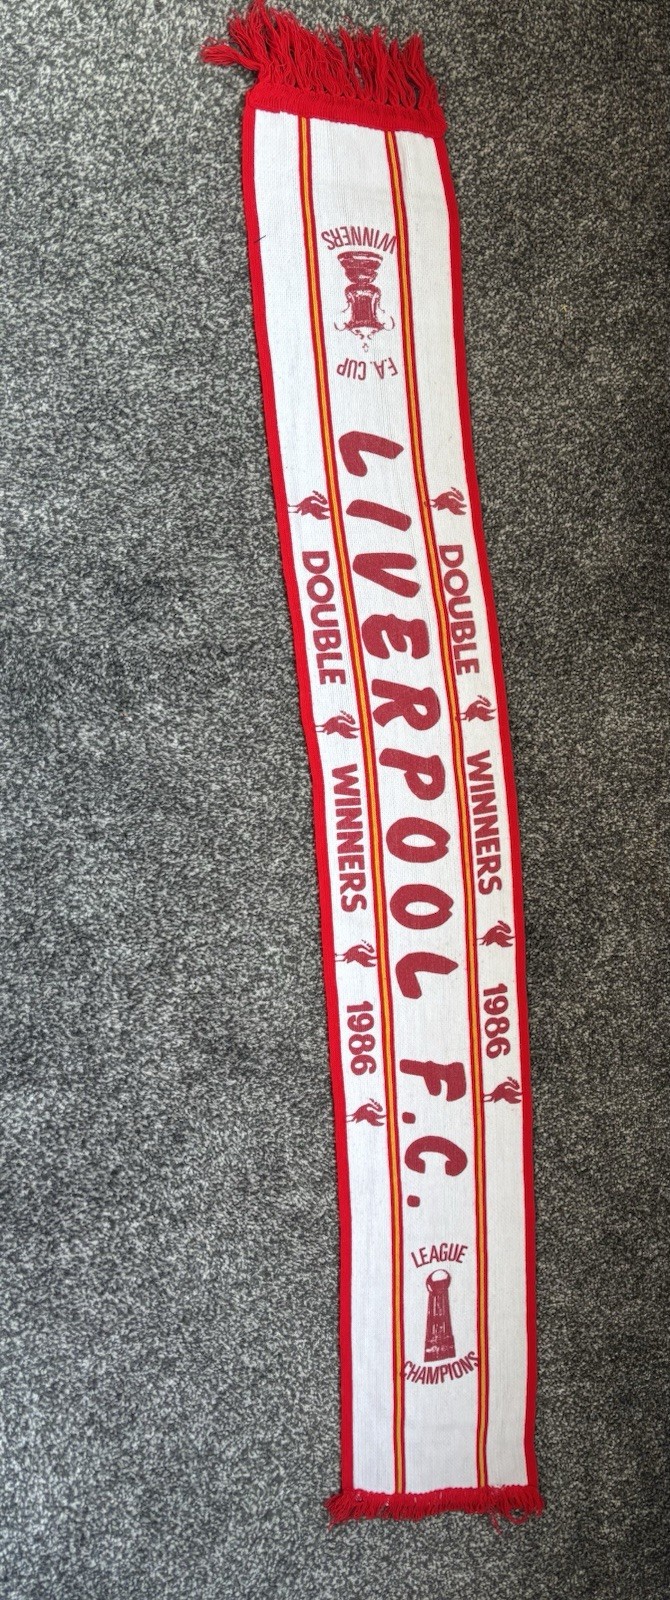 WINNERS
F.A. CUP
LIVERPOOL F.C.
DOUBLE WINNERS 1986
DOUBLE WINNERS 1986
LEAGUE
CHAMPIONS